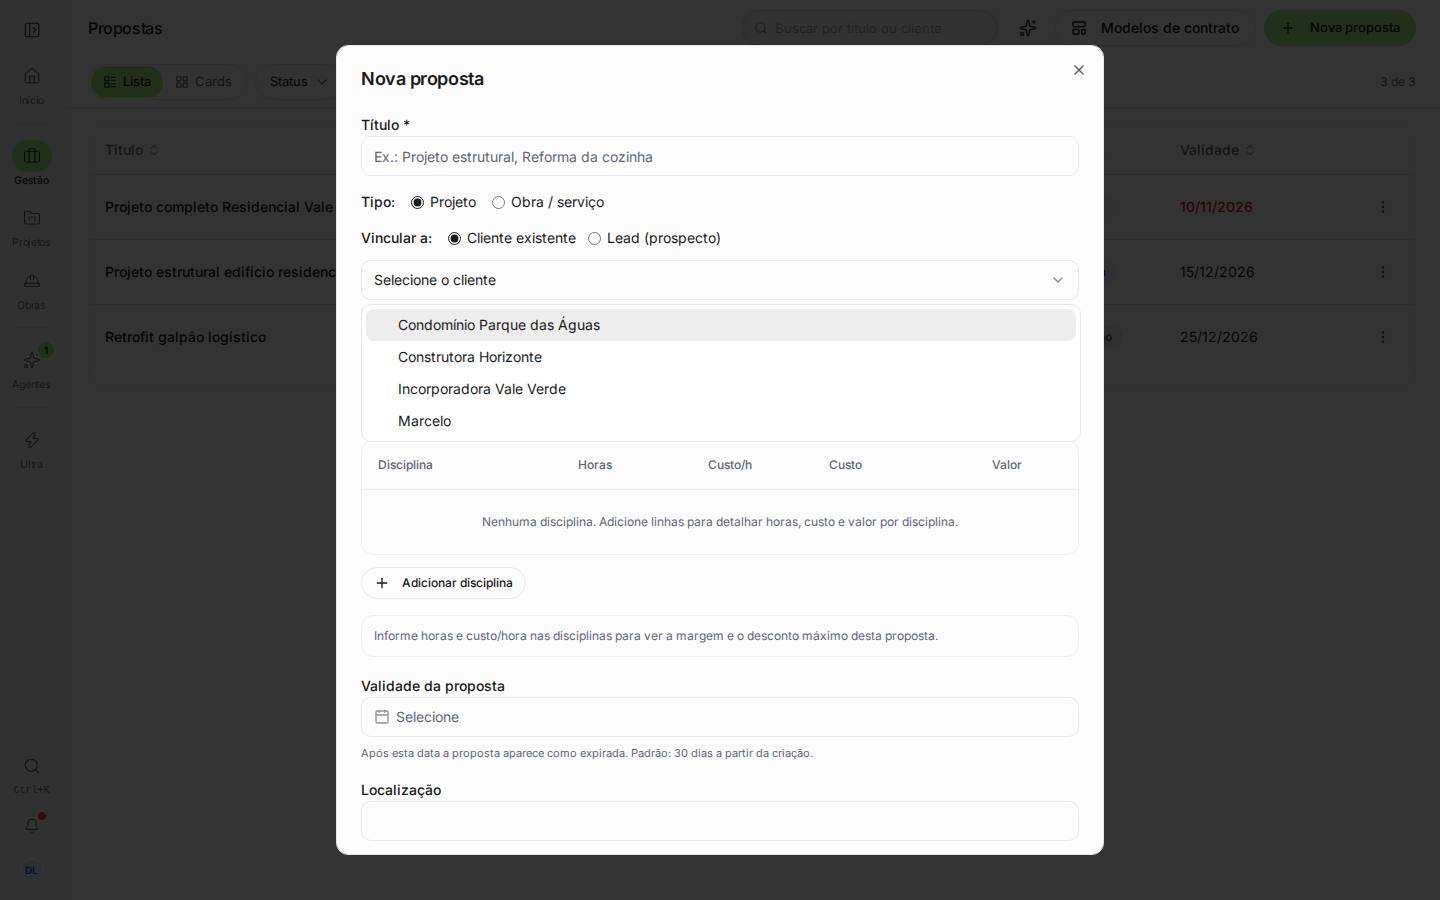 Propostas
Buscar por título ou cliente
Modelos de contrato
Nova proposta
Início
Gestão
Projetos
Obras
1
Agentes
Ultra
Ctrl+K
DL
Lista
Cards
Status
3 de 3
Título
Validade
Projeto completo Residencial Vale
10/11/2026
Projeto estrutural edifício residenc
15/12/2026
Retrofit galpão logístico
o
25/12/2026
Nova proposta
Título *
Ex.: Projeto estrutural, Reforma da cozinha
Tipo:
Projeto
Obra / serviço
Vincular a:
Cliente existente
Lead (prospecto)
Selecione o cliente
Condomínio Parque das Águas
Construtora Horizonte
Incorporadora Vale Verde
Marcelo
Disciplina
Horas
Custo/h
Custo
Valor
Nenhuma disciplina. Adicione linhas para detalhar horas, custo e valor por disciplina.
Adicionar disciplina
Informe horas e custo/hora nas disciplinas para ver a margem e o desconto máximo desta proposta.
Validade da proposta
Selecione
Após esta data a proposta aparece como expirada. Padrão: 30 dias a partir da criação.
Localização